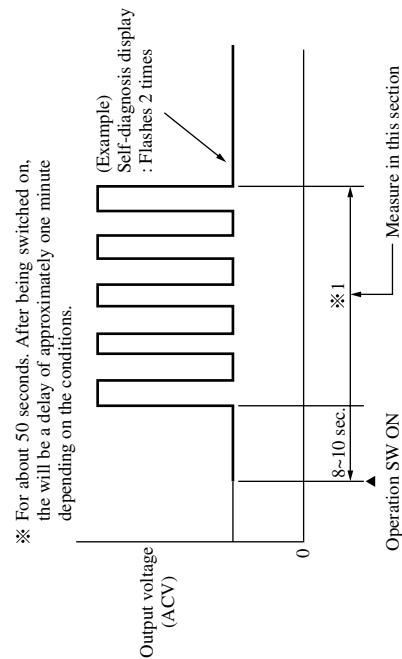 ※ For about 50 seconds. After being switched on,
the will be a delay of approximately one minute
depending on the conditions.
Output voltage
(ACV)
(Example)
Self-diagnosis display
: Flashes 2 times
0
8~10 sec.
※1
Operation SW ON
Measure in this section